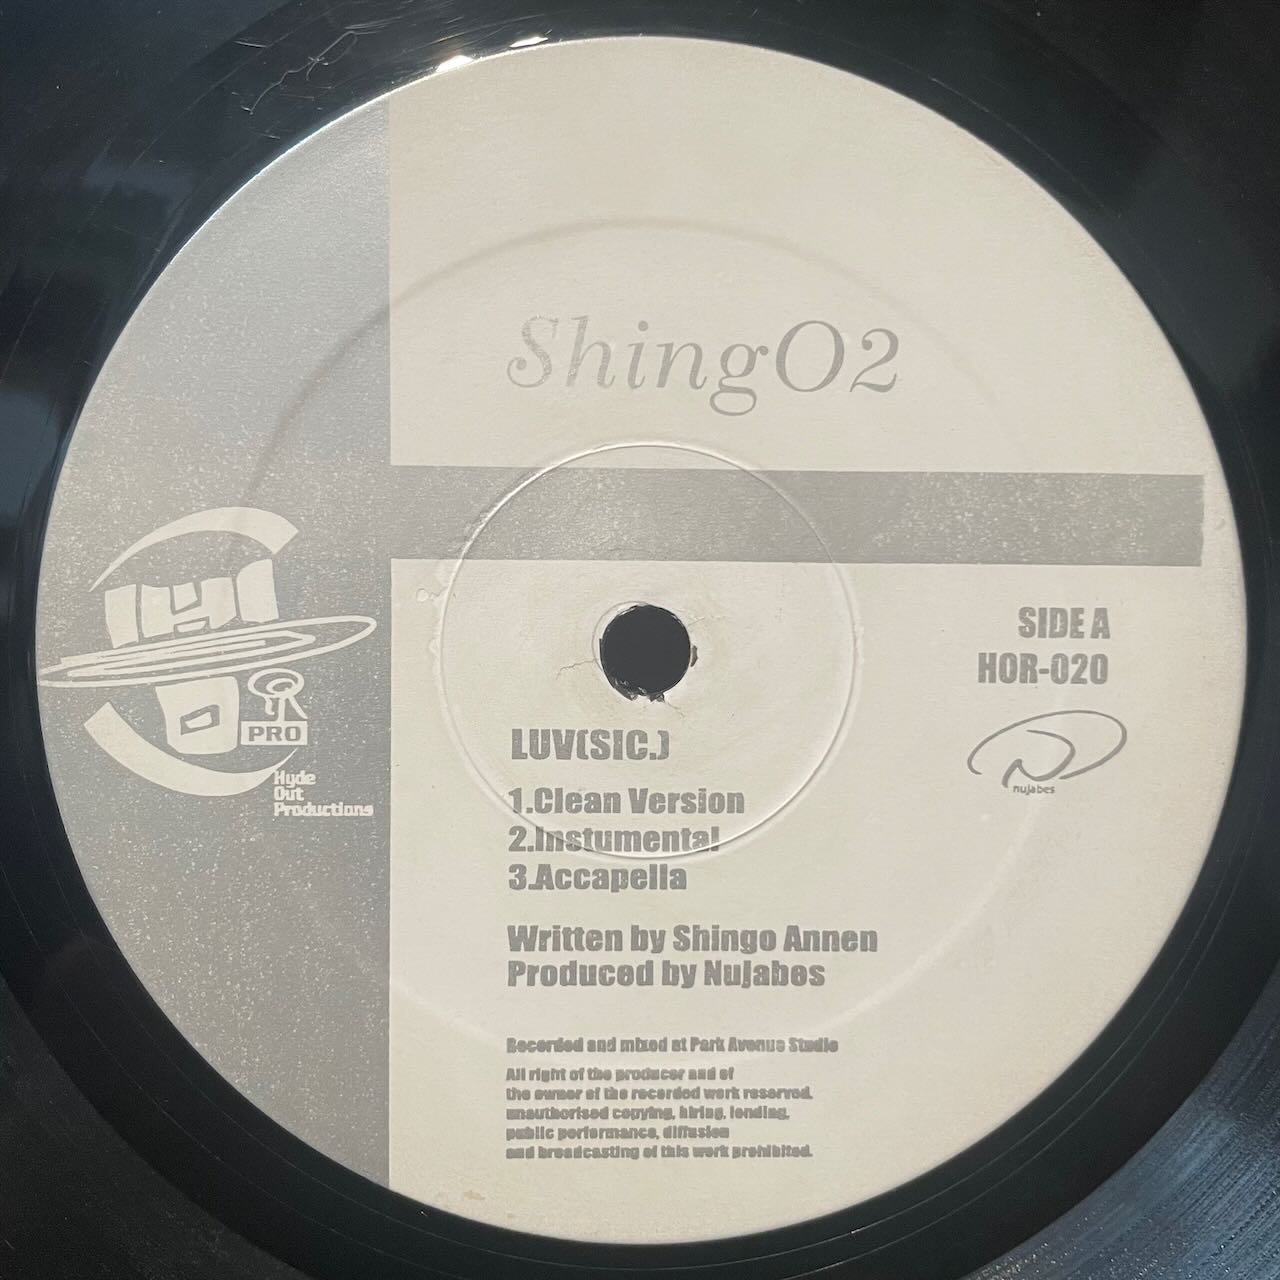 ShingO2
SIDE A
HOR-020
nujabes
PRO
Hyde
Out
Productions
LUV(SIC.)
1.Clean Version
2.Instumental
3.Accapella
Written by Shingo Annen
Produced by Nujabes
Recorded and mixed at Park Avenue Studio
All right of the producer and of
the owner of the recorded work reserved.
unauthorised copying, hiring, lending,
public performance, diffusion
and broadcasting of this work prohibited.